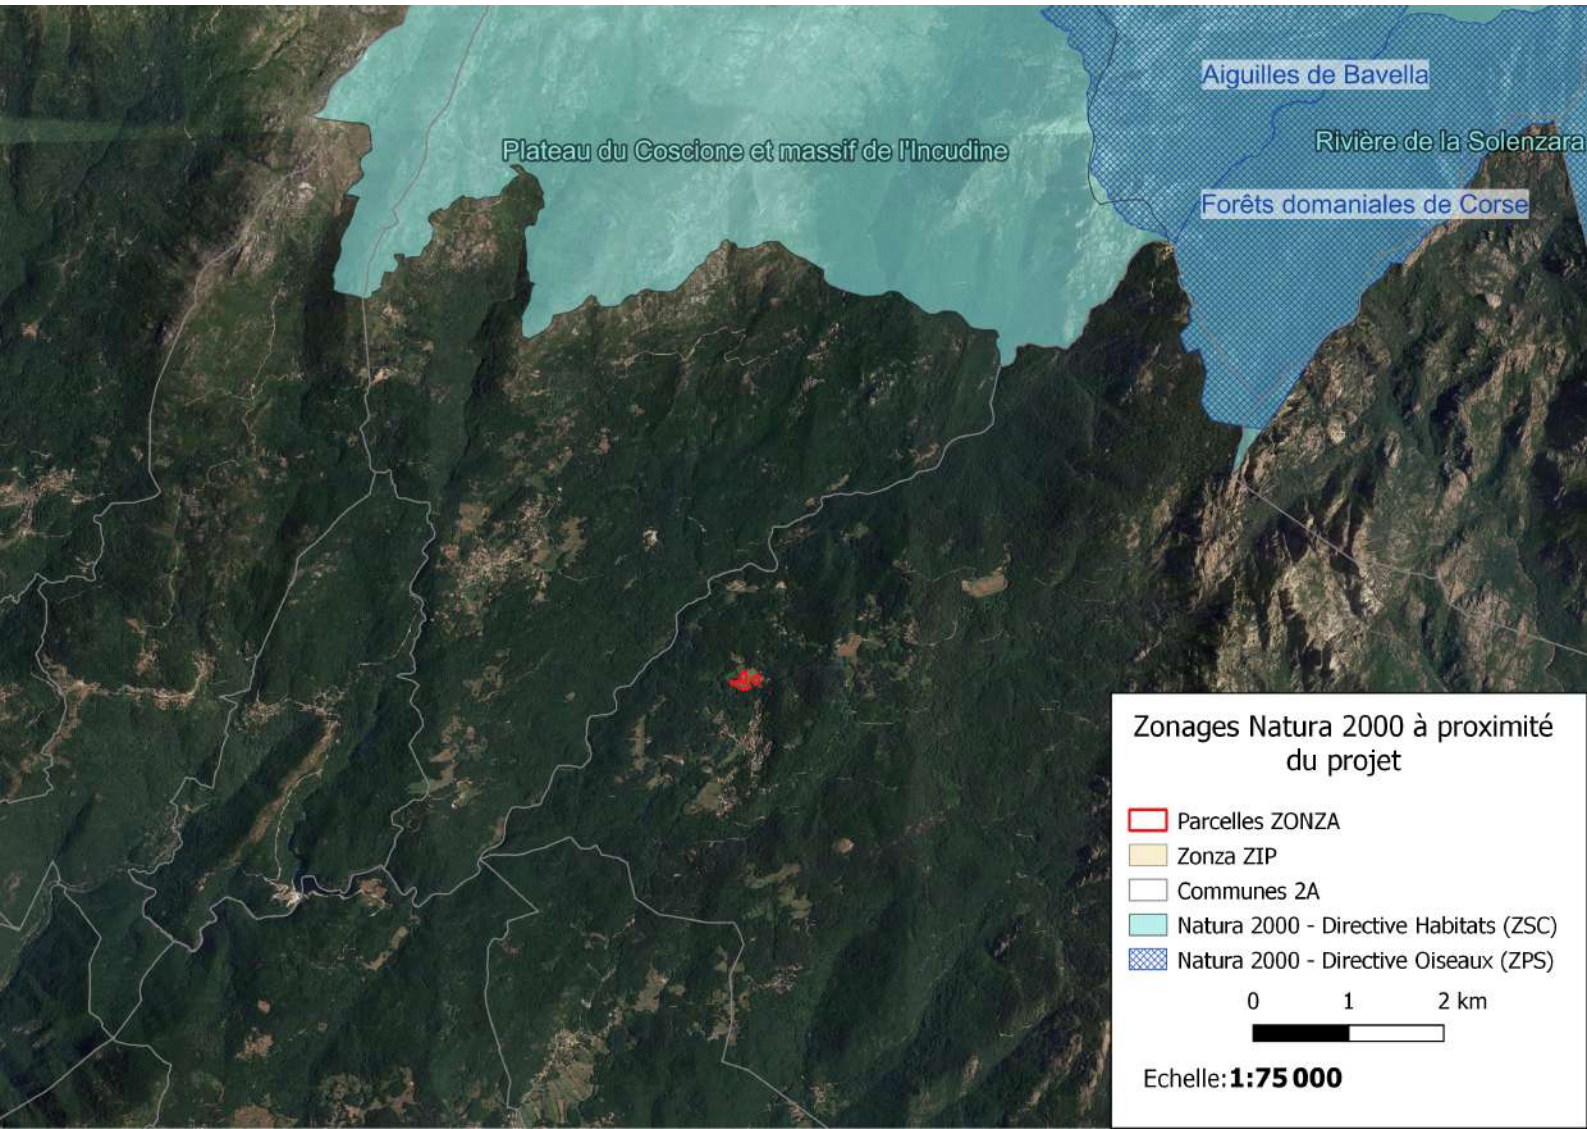 Aiguilles de Bavella
Plateau du Coscione et massif de l'Incudine
Rivière de la Solenzara
Forêts domaniales de Corse
Zonages Natura 2000 à proximité
du projet
Parcelles ZONZA
Zonza ZIP
Communes 2A
Natura 2000 - Directive Habitats (ZSC)
Natura 2000 - Directive Oiseaux (ZPS)
0 1 2 km
Echelle:1:75 000